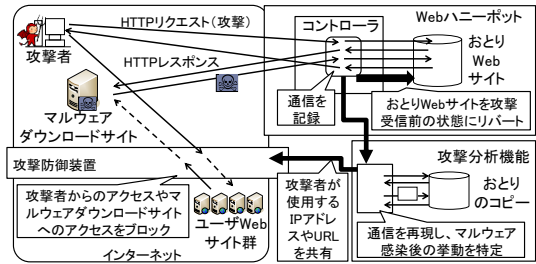 HTTPリクエスト(攻撃)
攻撃者
HTTPレスポンス
マルウェア
ダウンロードサイト
コントローラ
通信を
記録
Webハニーポット
おとり
Web
サイト
おとりWebサイトを攻撃
受信前の状態にリバート
攻撃防御装置
攻撃者からのアクセスやマ
ルウェアダウンロードサイト
へのアクセスをブロック
ユーザWeb
サイト群
インターネット
攻撃者が
使用する
IPアドレ
スやURL
を共有
攻撃分析機能
おとり
のコピー
通信を再現し、マルウェア
感染後の挙動を特定